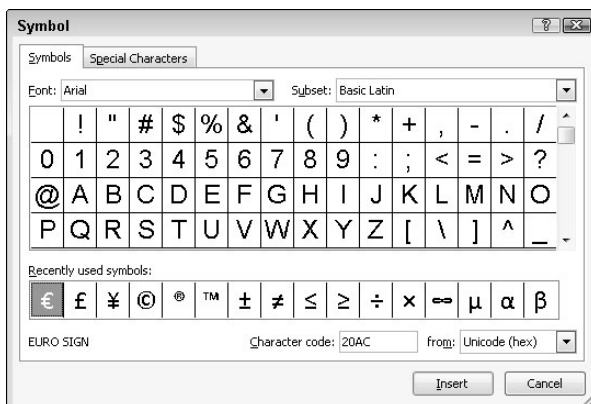 Symbol
Symbols Special Characters
Font: Arial Subset: Basic Latin
! " # $ % & ' ( ) * + , - . /
0 1 2 3 4 5 6 7 8 9 : ; < = > ?
@ A B C D E F G H I J K L M N O
P Q R S T U V W X Y Z [ \ ] ^ _
Recently used symbols:
€ £ ¥ © ® ™ ± ≠ ≤ ≥ ÷ × ∞ µ α β
EURO SIGN Character code: 20AC from: Unicode (hex)
Insert Cancel